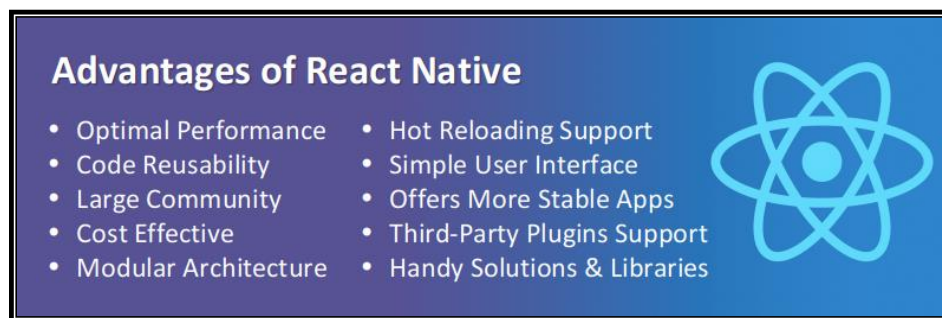 Advantages of React Native
• Optimal Performance
• Code Reusability
• Large Community
• Cost Effective
• Modular Architecture
• Hot Reloading Support
• Simple User Interface
• Offers More Stable Apps
• Third-Party Plugins Support
• Handy Solutions & Libraries